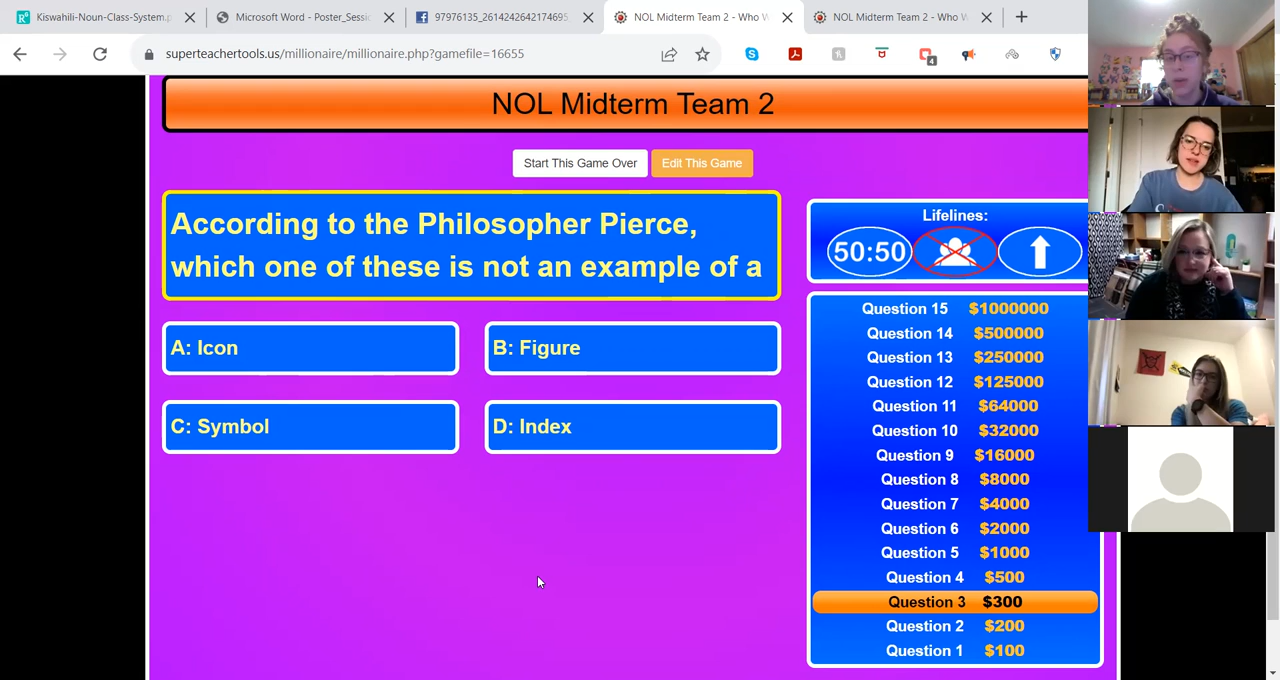 Kiswahili-Noun-Class-System.p
Microsoft Word - Poster_Sessi
97976135_2614242642174695
NOL Midterm Team 2 - Who W
NOL Midterm Team 2 - Who W
superteachertools.us/millionaire/millionaire.php?gamefile=16655
4
NOL Midterm Team 2
Start This Game Over
Edit This Game
According to the Philosopher Pierce,
which one of these is not an example of a
A: Icon
B: Figure
C: Symbol
D: Index
Lifelines:
50:50
Question 15 $1000000
Question 14 $500000
Question 13 $250000
Question 12 $125000
Question 11 $64000
Question 10 $32000
Question 9 $16000
Question 8 $8000
Question 7 $4000
Question 6 $2000
Question 5 $1000
Question 4 $500
Question 3 $300
Question 2 $200
Question 1 $100